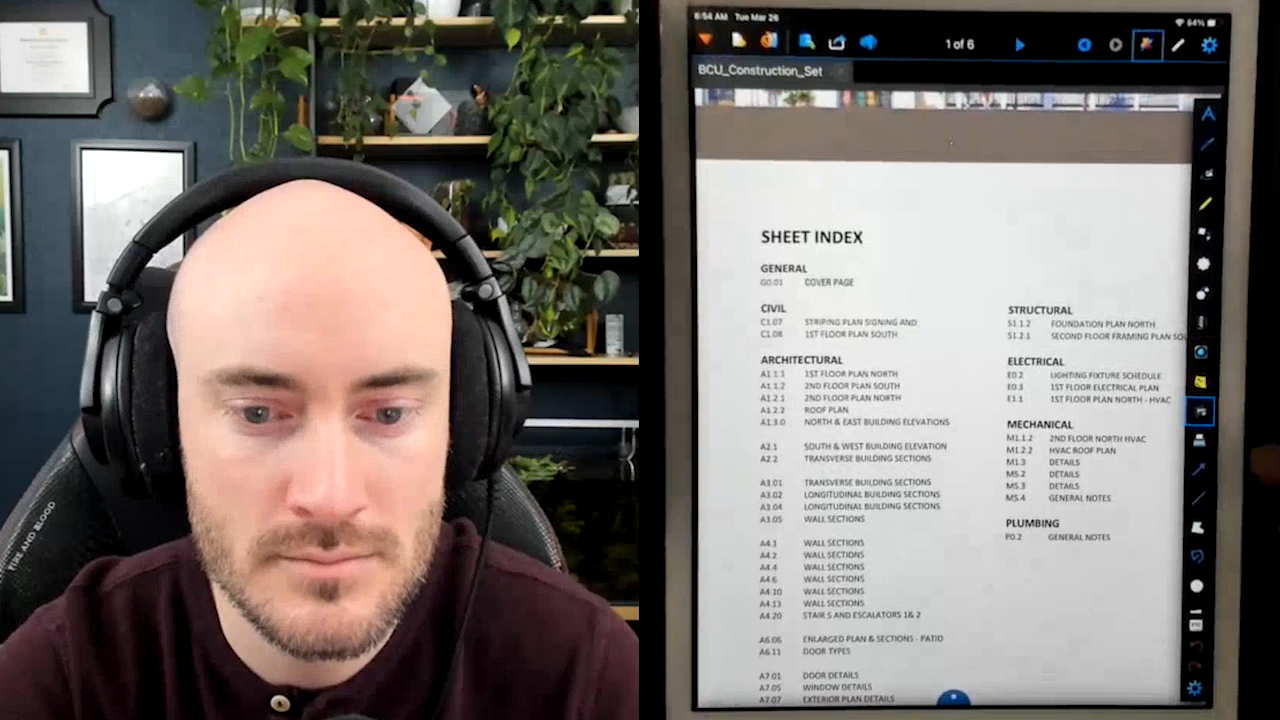 FIRE AND BLOOD
6:54 AM Tue Mar 26
64%
1 of 6
BCU_Construction_Set
SHEET INDEX
GENERAL
G0.01 COVER PAGE
CIVIL
C1.07 STRIPING PLAN SIGNING AND
C1.08 1ST FLOOR PLAN SOUTH
ARCHITECTURAL
A1.1.1 1ST FLOOR PLAN NORTH
A1.1.2 2ND FLOOR PLAN SOUTH
A1.2.1 2ND FLOOR PLAN NORTH
A1.2.2 ROOF PLAN
A1.3.0 NORTH & EAST BUILDING ELEVATIONS
A2.1 SOUTH & WEST BUILDING ELEVATION
A2.2 TRANSVERSE BUILDING SECTIONS
A3.01 TRANSVERSE BUILDING SECTIONS
A3.02 LONGITUDINAL BUILDING SECTIONS
A3.04 LONGITUDINAL BUILDING SECTIONS
A3.05 WALL SECTIONS
A4.1 WALL SECTIONS
A4.2 WALL SECTIONS
A4.4 WALL SECTIONS
A4.6 WALL SECTIONS
A4.10 WALL SECTIONS
A4.13 WALL SECTIONS
A4.20 STAIR 5 AND ESCALATORS 1& 2
A6.06 ENLARGED PLAN & SECTIONS - PATIO
A6.11 DOOR TYPES
A7.01 DOOR DETAILS
A7.05 WINDOW DETAILS
A7.07 EXTERIOR PLAN DETAILS
STRUCTURAL
S1.1.2 FOUNDATION PLAN NORTH
S1.2.1 SECOND FLOOR FRAMING PLAN SOU
ELECTRICAL
E0.2 LIGHTING FIXTURE SCHEDULE
E0.3 1ST FLOOR ELECTRICAL PLAN
E1.1 1ST FLOOR PLAN NORTH - HVAC
MECHANICAL
M1.1.2 2ND FLOOR NORTH HVAC
M1.2.2 HVAC ROOF PLAN
M1.3 DETAILS
M5.2 DETAILS
M5.3 DETAILS
M5.4 GENERAL NOTES
PLUMBING
P0.2 GENERAL NOTES